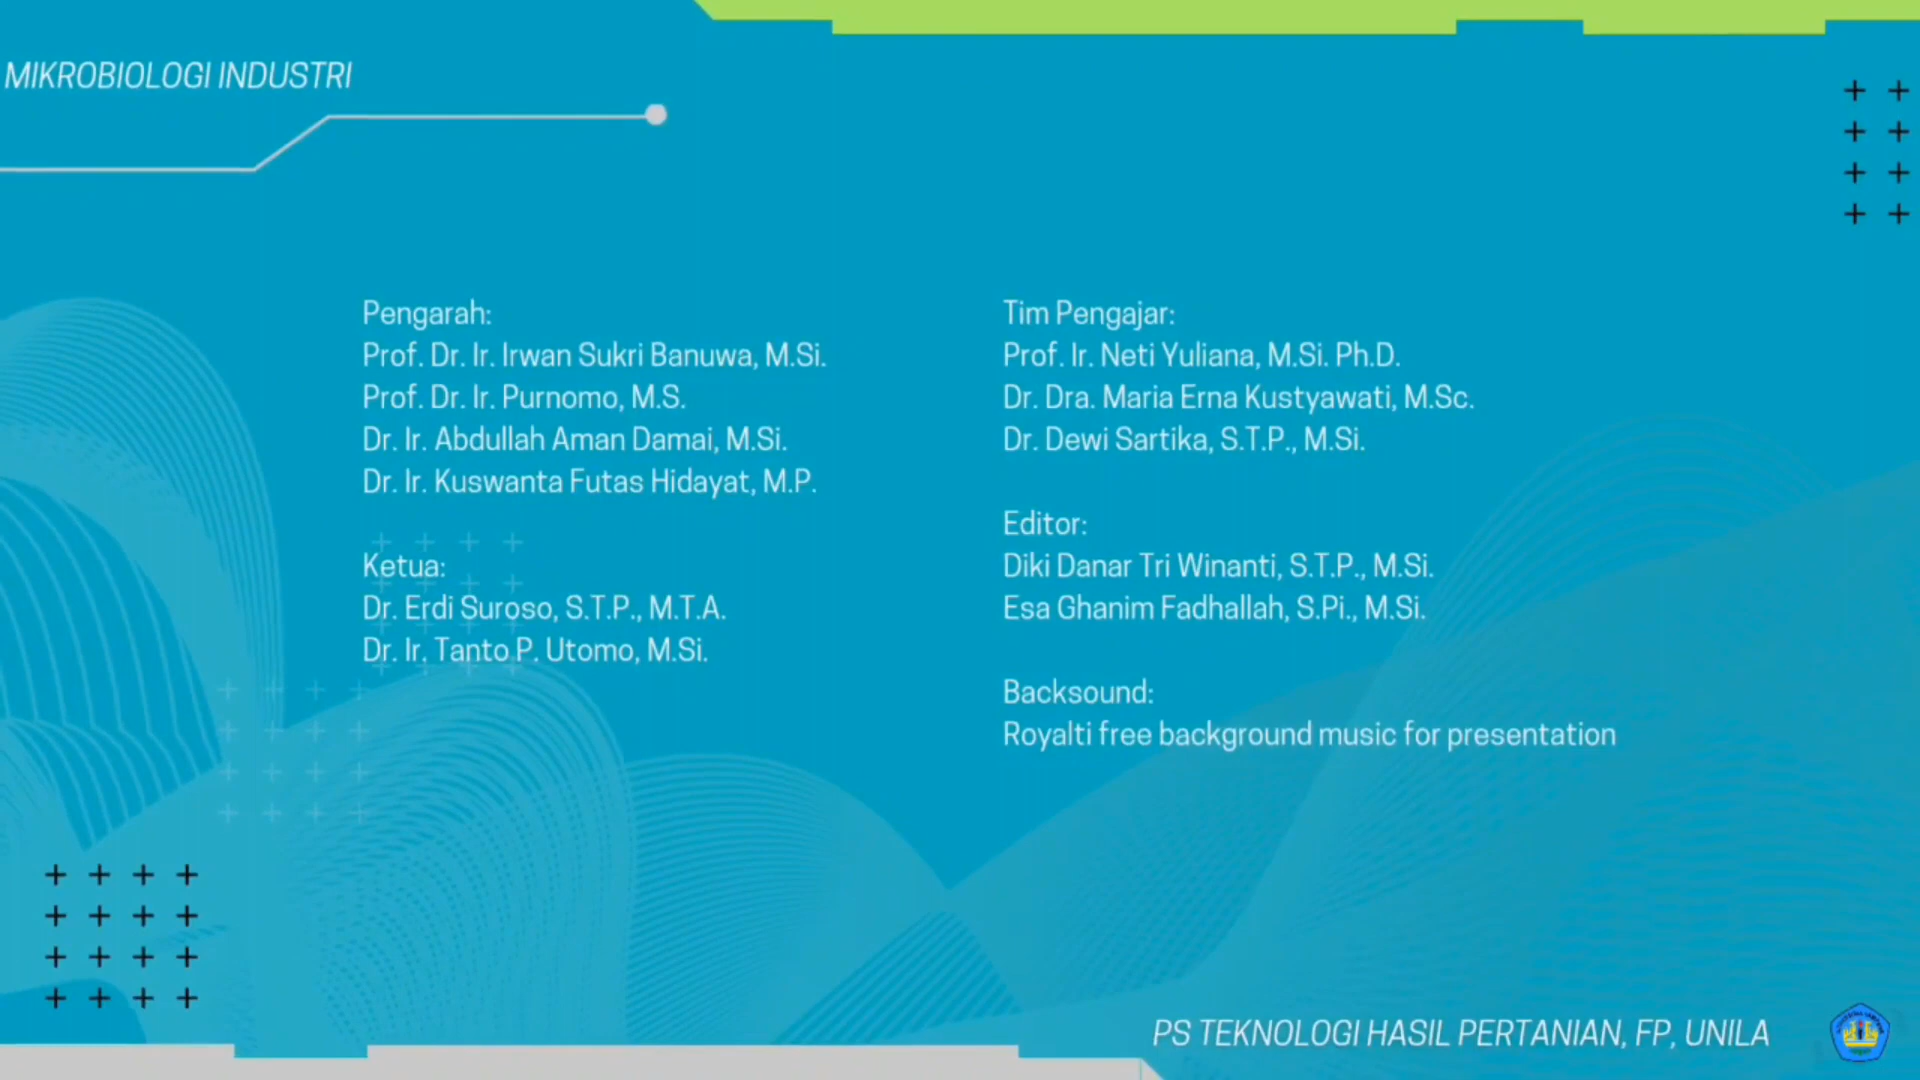 MIKROBIOLOGI INDUSTRI
Pengarah:
Prof. Dr. Ir. Irwan Sukri Banuwa, M.Si.
Prof. Dr. Ir. Purnomo, M.S.
Dr. Ir. Abdullah Aman Damai, M.Si.
Dr. Ir. Kuswanta Futas Hidayat, M.P.
Ketua:
Dr. Erdi Suroso, S.T.P., M.T.A.
Dr. Ir. Tanto P. Utomo, M.Si.
Tim Pengajar:
Prof. Ir. Neti Yuliana, M.Si. Ph.D.
Dr. Dra. Maria Erna Kustyawati, M.Sc.
Dr. Dewi Sartika, S.T.P., M.Si.
Editor:
Diki Danar Tri Winanti, S.T.P., M.Si.
Esa Ghanim Fadhallah, S.Pi., M.Si.
Backsound:
Royalti free background music for presentation
PS TEKNOLOGI HASIL PERTANIAN, FP, UNILA